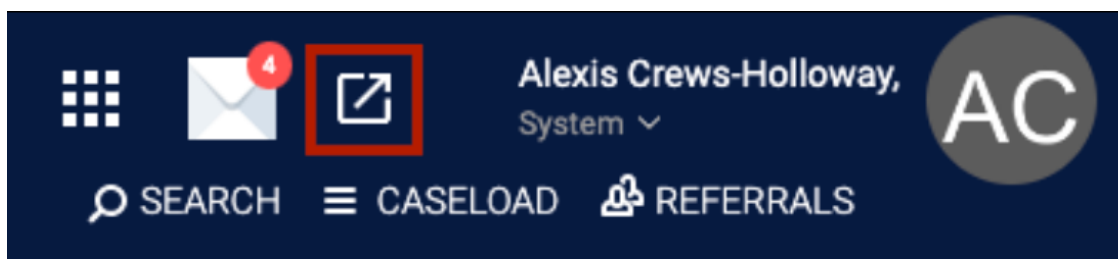 4
Alexis Crews-Holloway,
System
AC
SEARCH CASELOAD REFERRALS